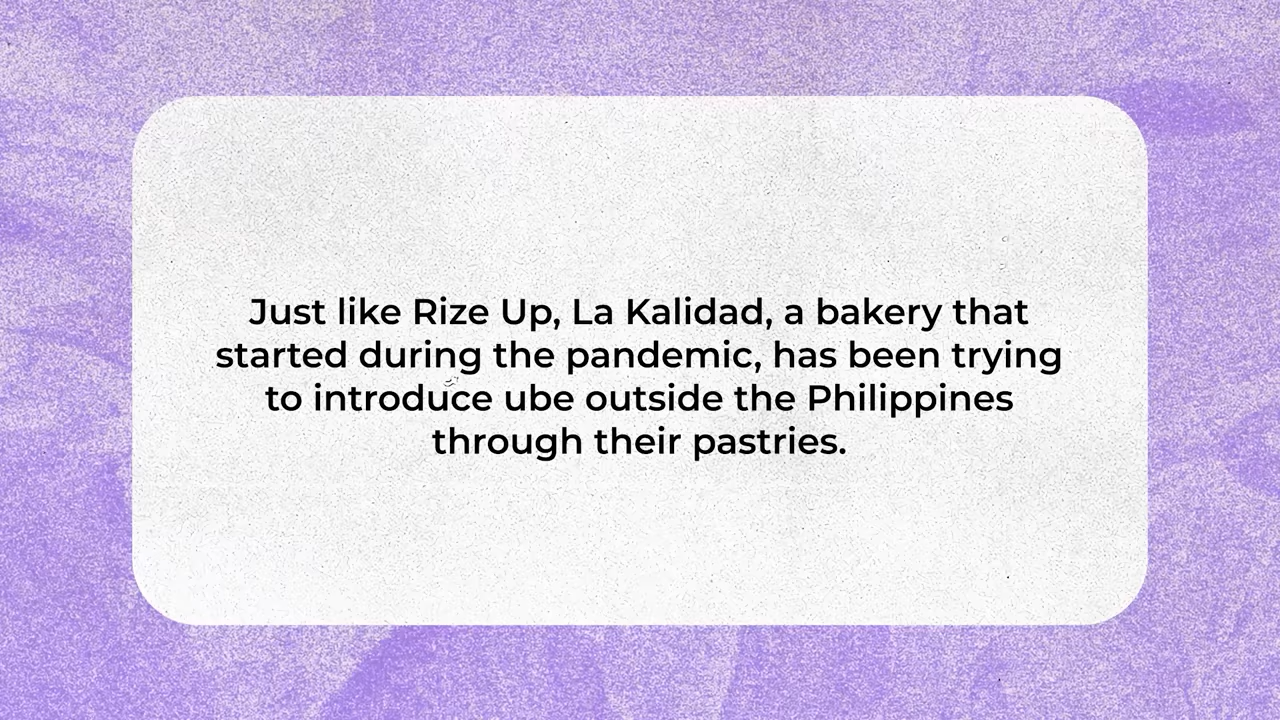 Just like Rize Up, La Kalidad, a bakery that
started during the pandemic, has been trying
to introduce ube outside the Philippines
through their pastries.